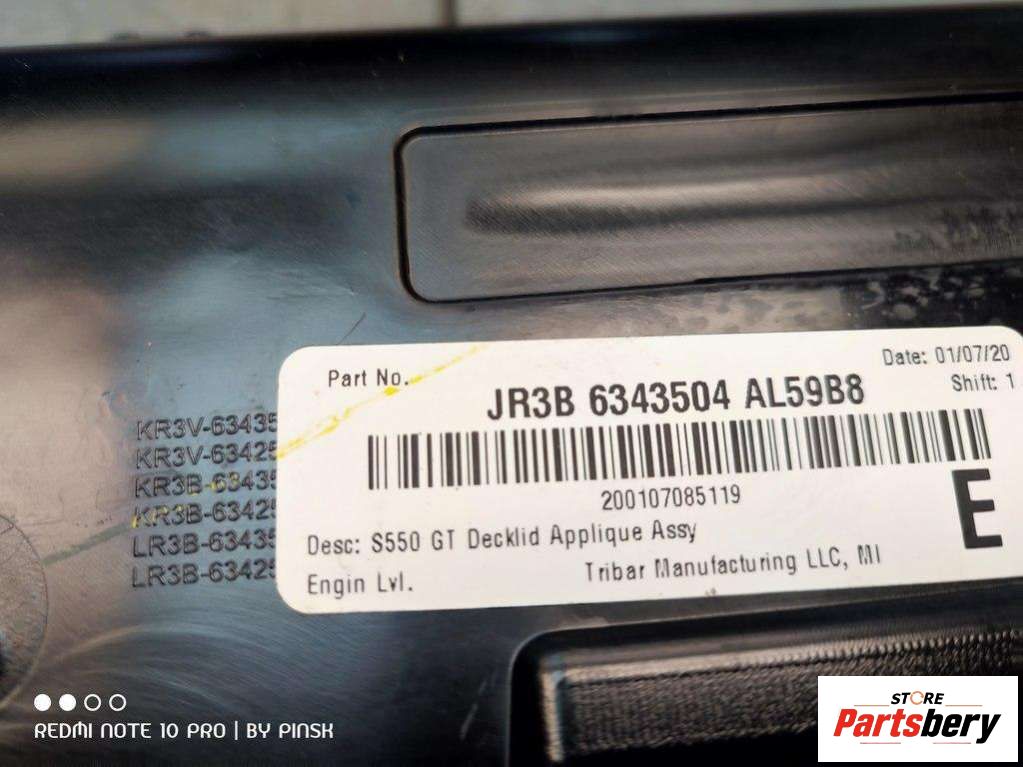 Part No.
Date: 01/07/20
JR3B 6343504 AL59B8
Shift: 1
200107085119
E
Desc: S550 GT Decklid Applique Assy
Engin Lvl.
Tribar Manufacturing LLC, MI
KR3V-63435
KR3V-63425
KR3B-63435
KR3B-63425
LR3B-63435
LR3B-63425
REDMI NOTE 10 PRO | BY PINSK
STORE
Partsbery